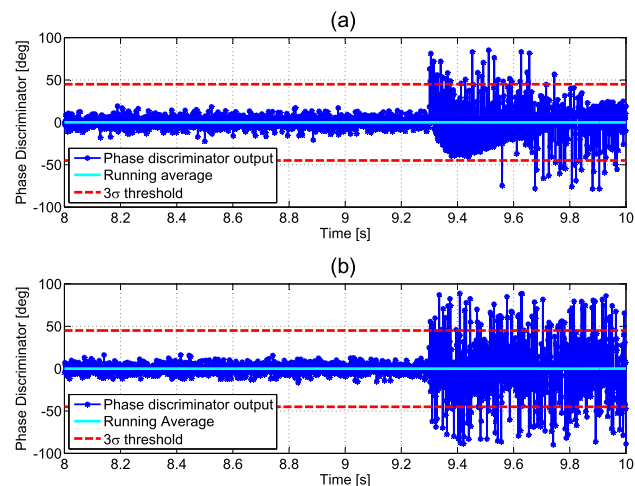 (a)
Phase Discriminator [deg]
100
50
0
-50
-100
Phase discriminator output
Running average
3σ threshold
8 8.2 8.4 8.6 8.8 9 9.2 9.4 9.6 9.8 10
Time [s]
(b)
Phase Discriminator [deg]
100
50
0
-50
-100
Phase discriminator output
Running Average
3σ threshold
8 8.2 8.4 8.6 8.8 9 9.2 9.4 9.6 9.8 10
Time [s]